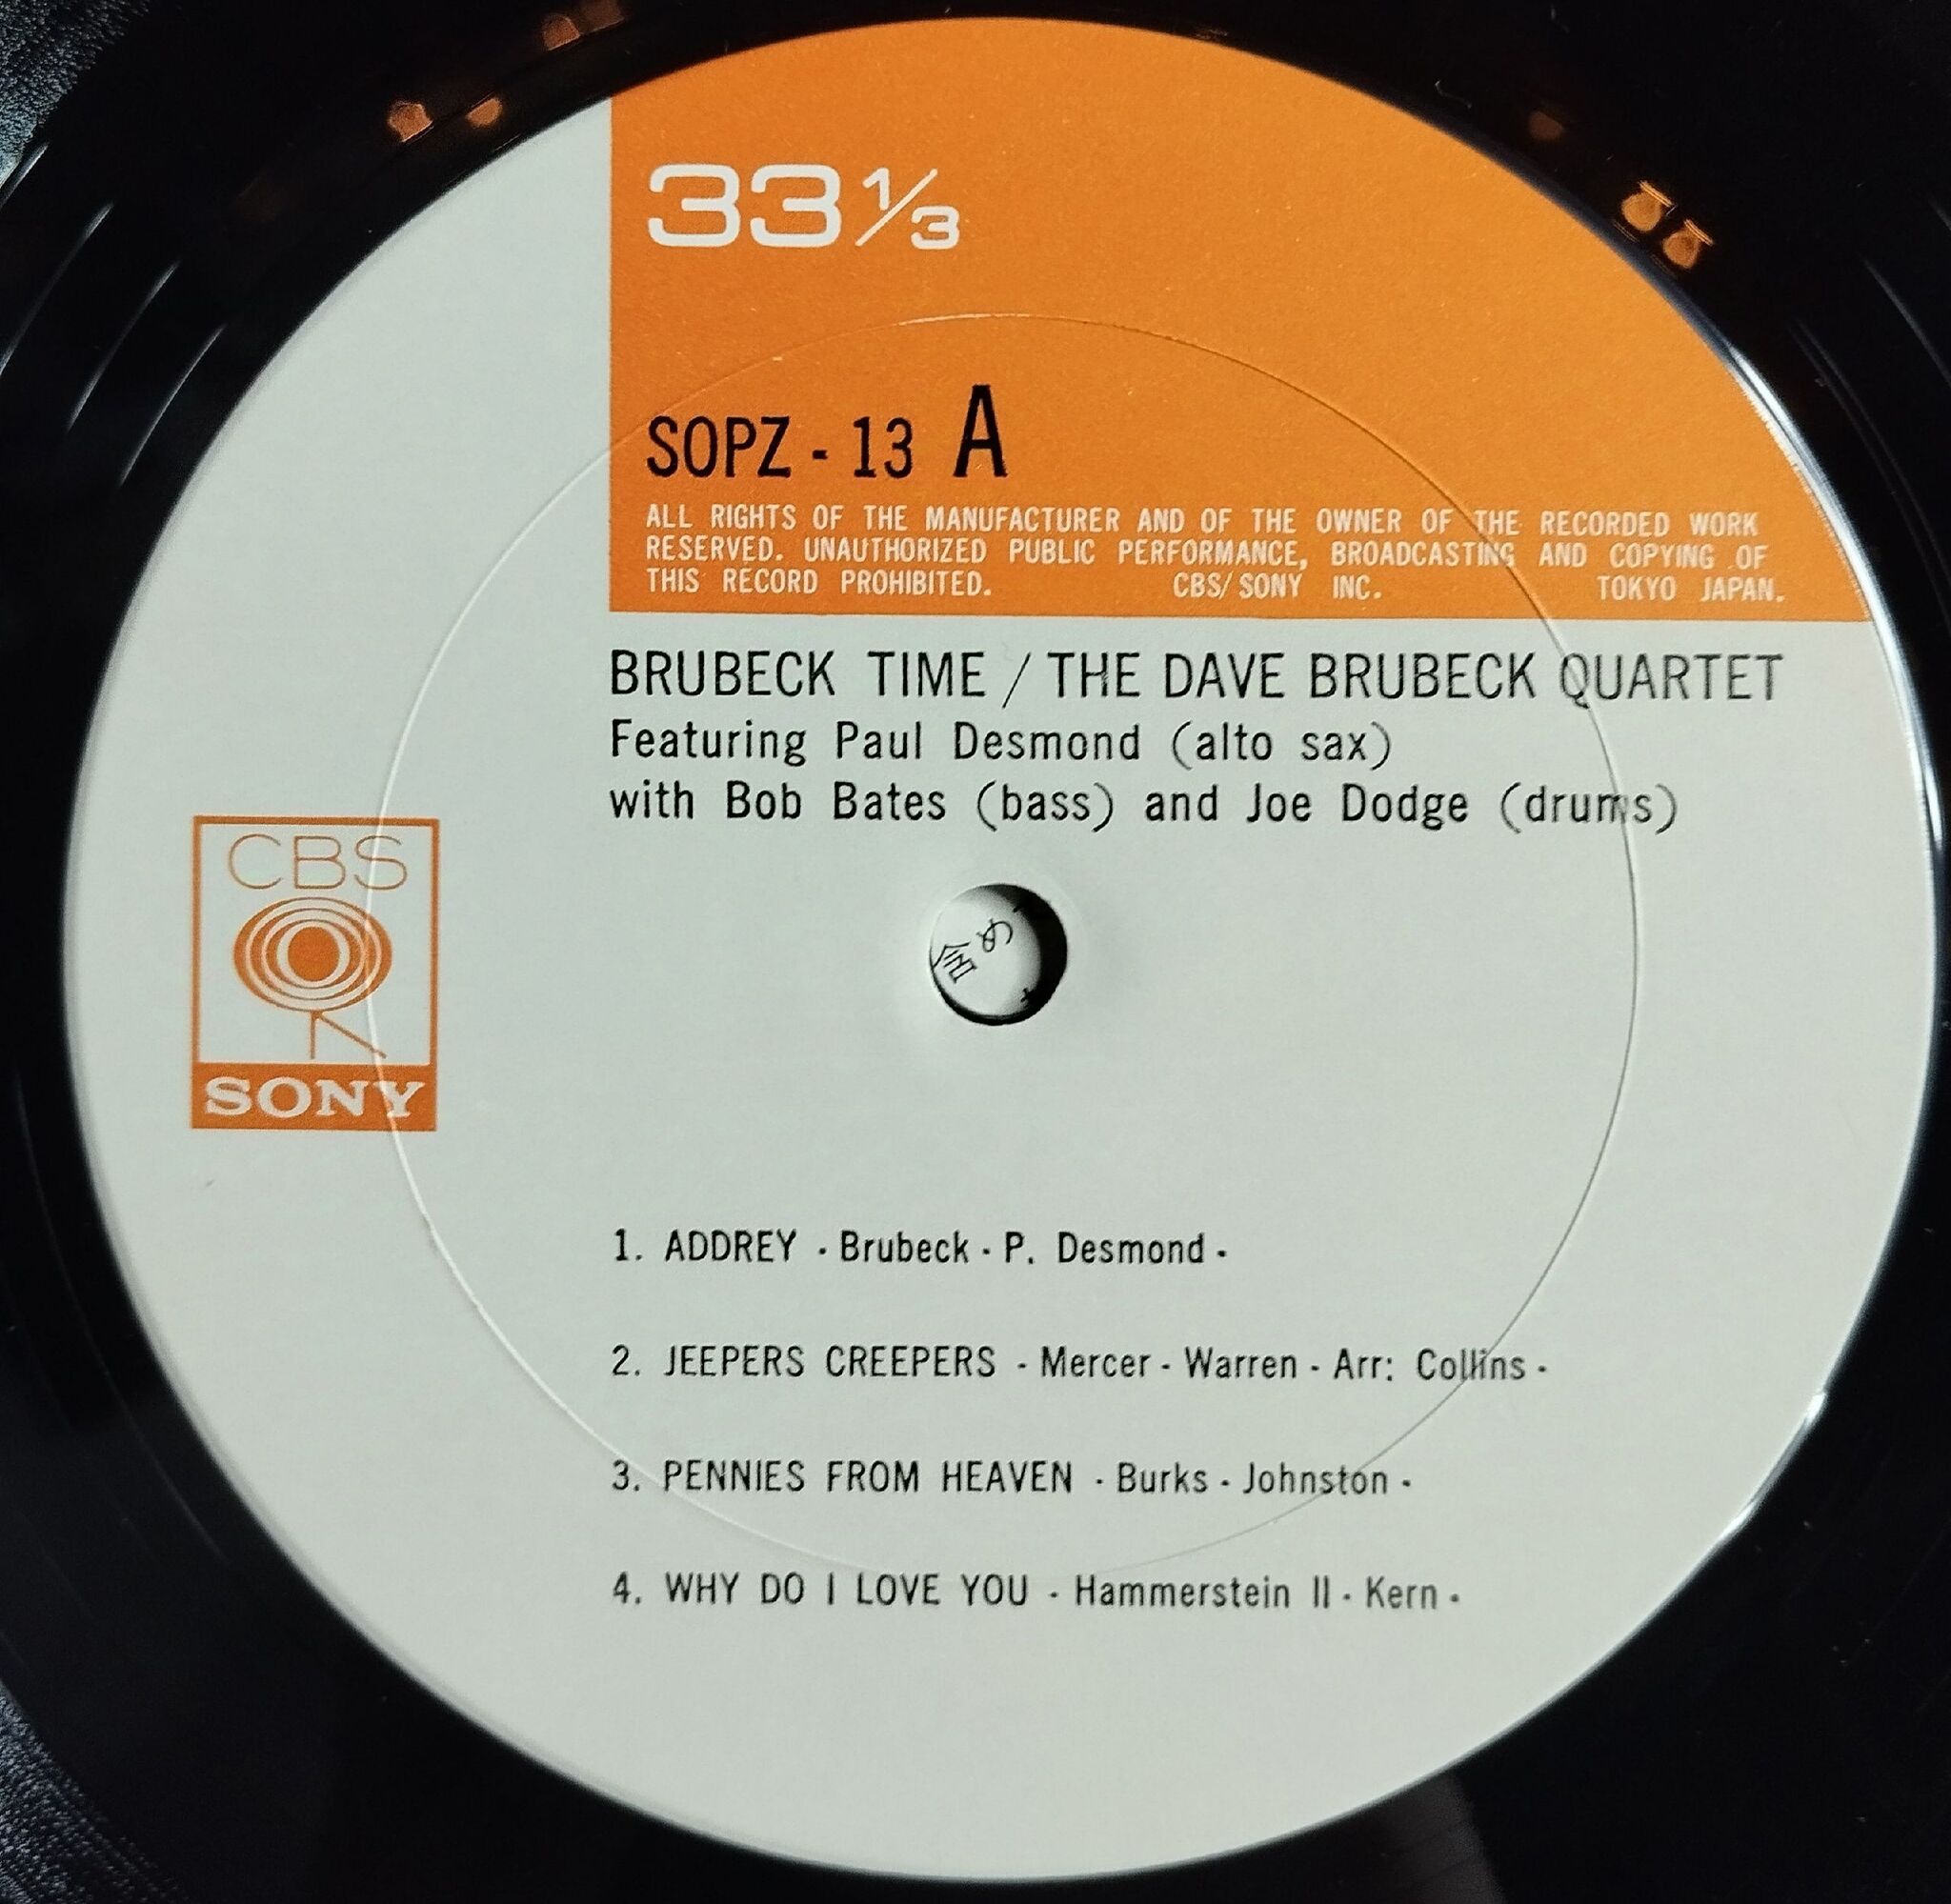 33 1/3
SOPZ - 13 A
ALL RIGHTS OF THE MANUFACTURER AND OF THE OWNER OF THE RECORDED WORK
RESERVED. UNAUTHORIZED PUBLIC PERFORMANCE, BROADCASTING AND COPYING OF
THIS RECORD PROHIBITED. CBS/SONY INC. TOKYO JAPAN.
BRUBECK TIME / THE DAVE BRUBECK QUARTET
Featuring Paul Desmond (alto sax)
with Bob Bates (bass) and Joe Dodge (drums)
CBS
SONY
含め
1. ADDREY · Brubeck · P. Desmond ·
2. JEEPERS CREEPERS - Mercer - Warren - Arr: Collins -
3. PENNIES FROM HEAVEN · Burks - Johnston ·
4. WHY DO I LOVE YOU - Hammerstein II · Kern ·